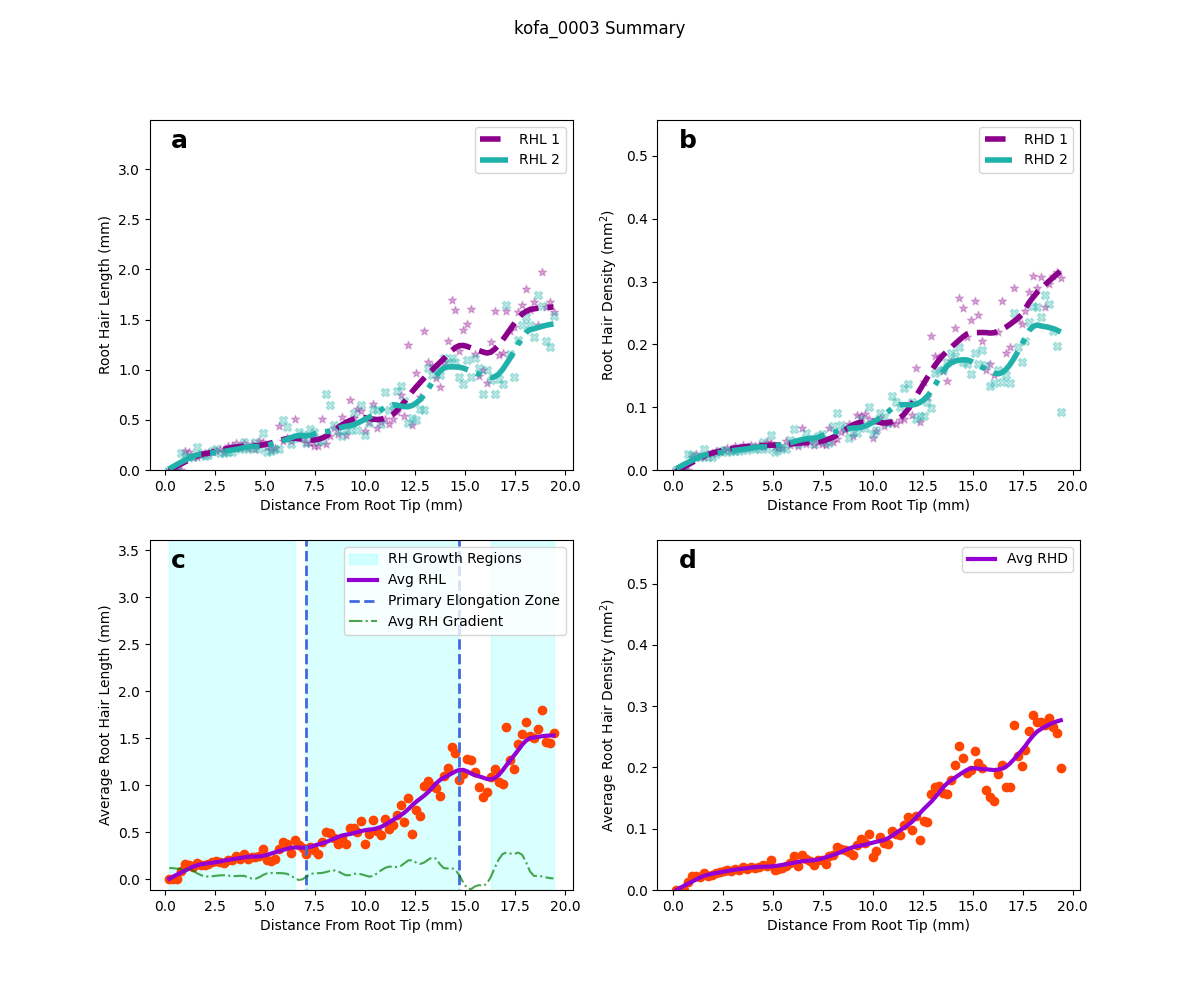 kofa_0003 Summary
a
RHL 1
RHL 2
3.0
2.5
2.0
1.5
1.0
0.5
0.0
Root Hair Length (mm)
0.0 2.5 5.0 7.5 10.0 12.5 15.0 17.5 20.0
Distance From Root Tip (mm)
b
RHD 1
RHD 2
0.5
0.4
0.3
0.2
0.1
0.0
Root Hair Density (mm²)
0.0 2.5 5.0 7.5 10.0 12.5 15.0 17.5 20.0
Distance From Root Tip (mm)
c
RH Growth Regions
Avg RHL
Primary Elongation Zone
Avg RH Gradient
3.5
3.0
2.5
2.0
1.5
1.0
0.5
0.0
Average Root Hair Length (mm)
0.0 2.5 5.0 7.5 10.0 12.5 15.0 17.5 20.0
Distance From Root Tip (mm)
d
Avg RHD
0.5
0.4
0.3
0.2
0.1
0.0
Average Root Hair Density (mm²)
0.0 2.5 5.0 7.5 10.0 12.5 15.0 17.5 20.0
Distance From Root Tip (mm)